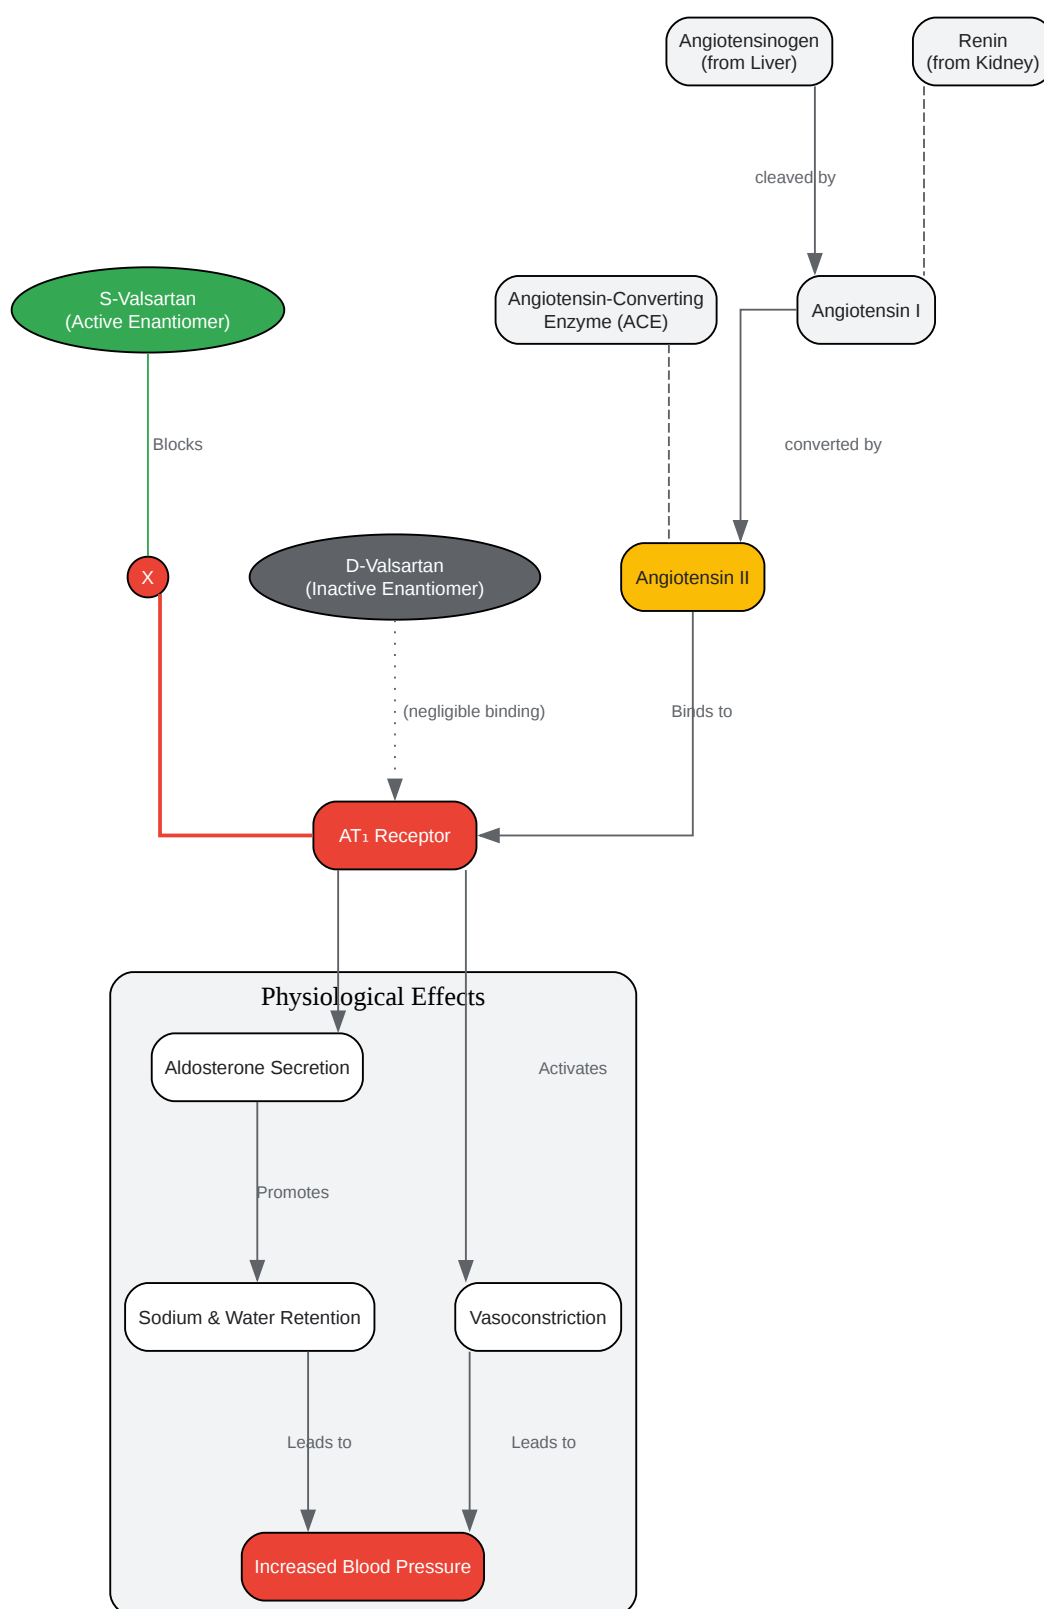 Angiotensinogen
(from Liver)
Renin
(from Kidney)
cleaved by
S-Valsartan
(Active Enantiomer)
Angiotensin-Converting
Enzyme (ACE)
Angiotensin I
Blocks
converted by
X
D-Valsartan
(Inactive Enantiomer)
Angiotensin II
(negligible binding)
Binds to
AT₁ Receptor
Physiological Effects
Aldosterone Secretion
Activates
Promotes
Sodium & Water Retention
Vasoconstriction
Leads to
Leads to
Increased Blood Pressure